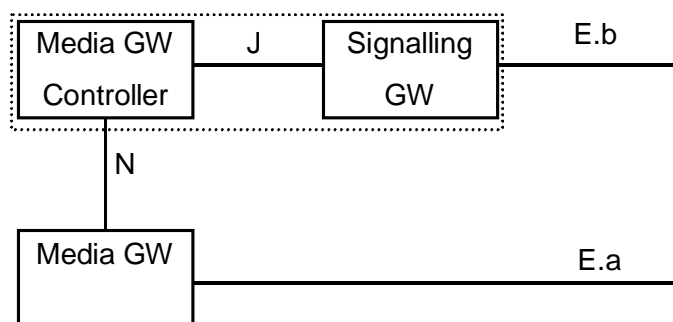 Media GW
Controller
J
Signalling
GW
E.b
N
Media GW
E.a